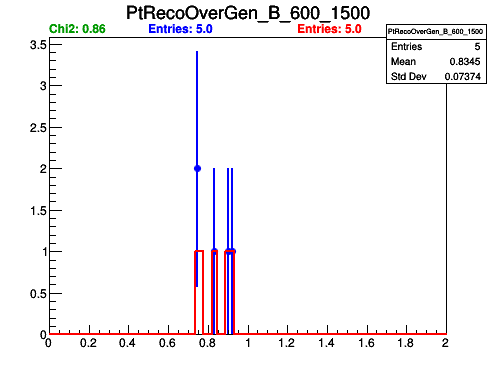 PtRecoOverGen_B_600_1500
Chi2: 0.86 Entries: 5.0 Entries: 5.0
PtRecoOverGen_B_600_1500
Entries 5
Mean 0.8345
Std Dev 0.07374
3.5
3
2.5
2
1.5
1
0.5
0
0 0.2 0.4 0.6 0.8 1 1.2 1.4 1.6 1.8 2